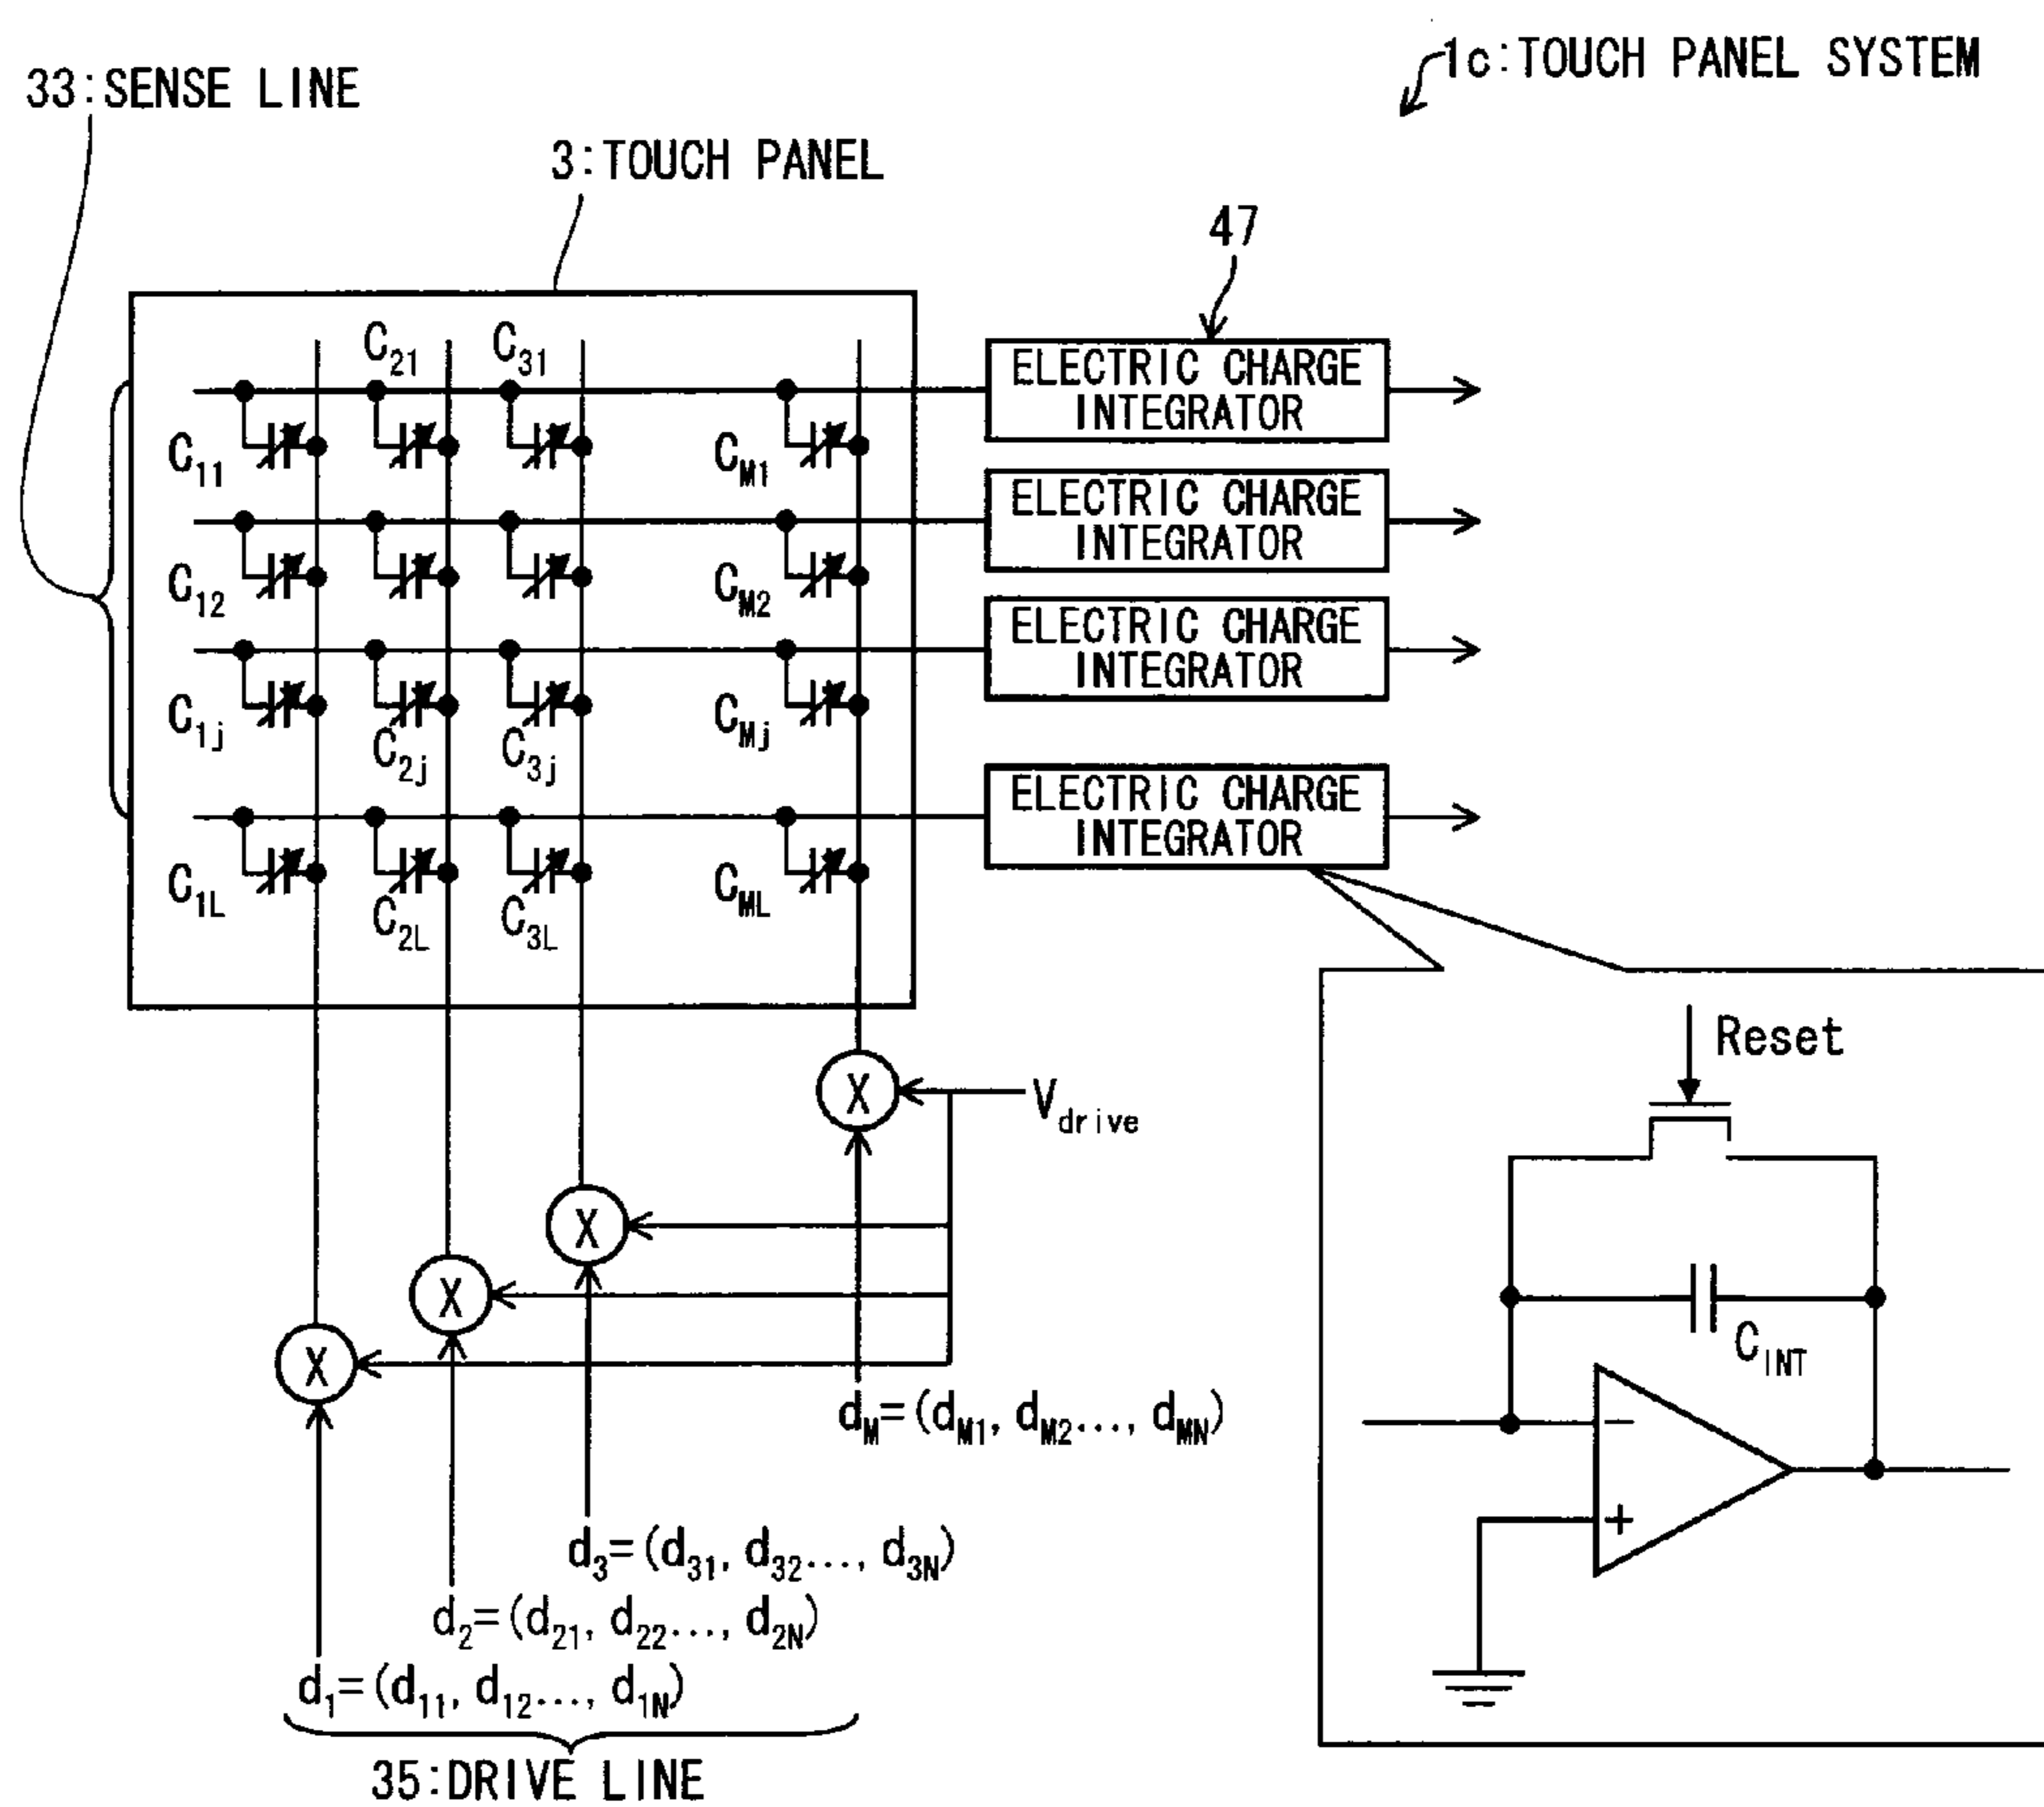 1c:TOUCH PANEL SYSTEM
33:SENSE LINE
3:TOUCH PANEL
47
C21 C31
ELECTRIC CHARGE
INTEGRATOR
C11 CM1
ELECTRIC CHARGE
INTEGRATOR
C12 CM2
ELECTRIC CHARGE
INTEGRATOR
C1j CMj
C2j C3j
ELECTRIC CHARGE
INTEGRATOR
C1L CML
C2L C3L
Reset
X
Vdrive
X
X
X
CINT
dM=(dM1, dM2..., dMN)
−
+
d3=(d31, d32..., d3N)
d2=(d21, d22..., d2N)
d1=(d11, d12..., d1N)
35:DRIVE LINE